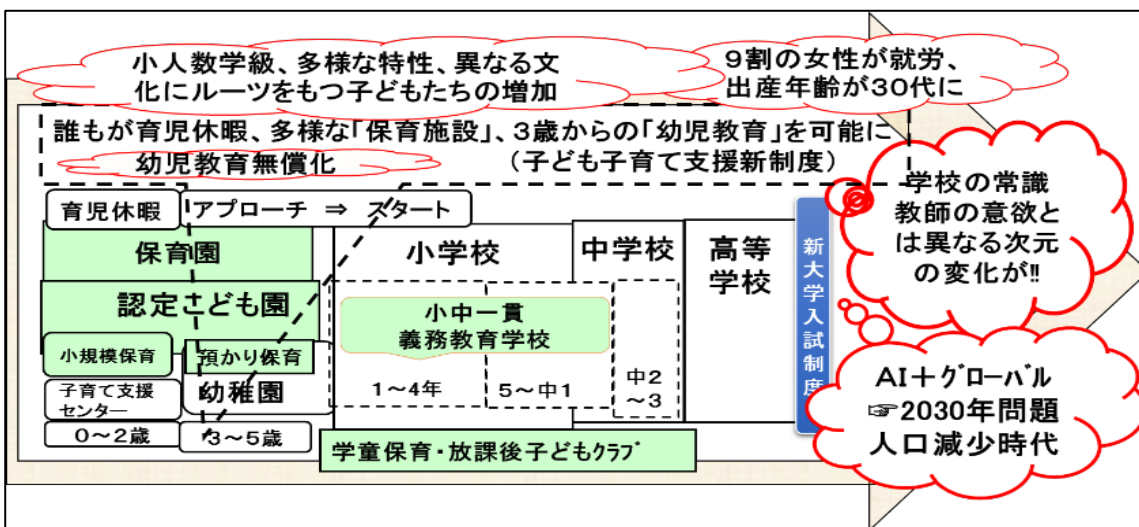 小人数学級、多様な特性、異なる文
化にルーツをもつ子どもたちの増加
9割の女性が就労、
出産年齢が30代に
誰もが育児休暇、多様な「保育施設」、3歳からの「幼児教育」を可能に
幼児教育無償化
(子ども子育て支援新制度)
学校の常識
教師の意欲と
は異なる次元
の変化が‼
育児休暇
アプローチ ⇒ スタート
保育園
認定こども園
小規模保育
預かり保育
子育て支援
センター
幼稚園
0～2歳
3～5歳
小学校
中学校
高等
学校
小中一貫
義務教育学校
1～4年
5～中1
中2
～3
新大学入試制度
学童保育・放課後子どもｸﾗﾌﾞ
AI＋ｸﾞﾛｰﾊﾞﾙ
☞2030年問題
人口減少時代